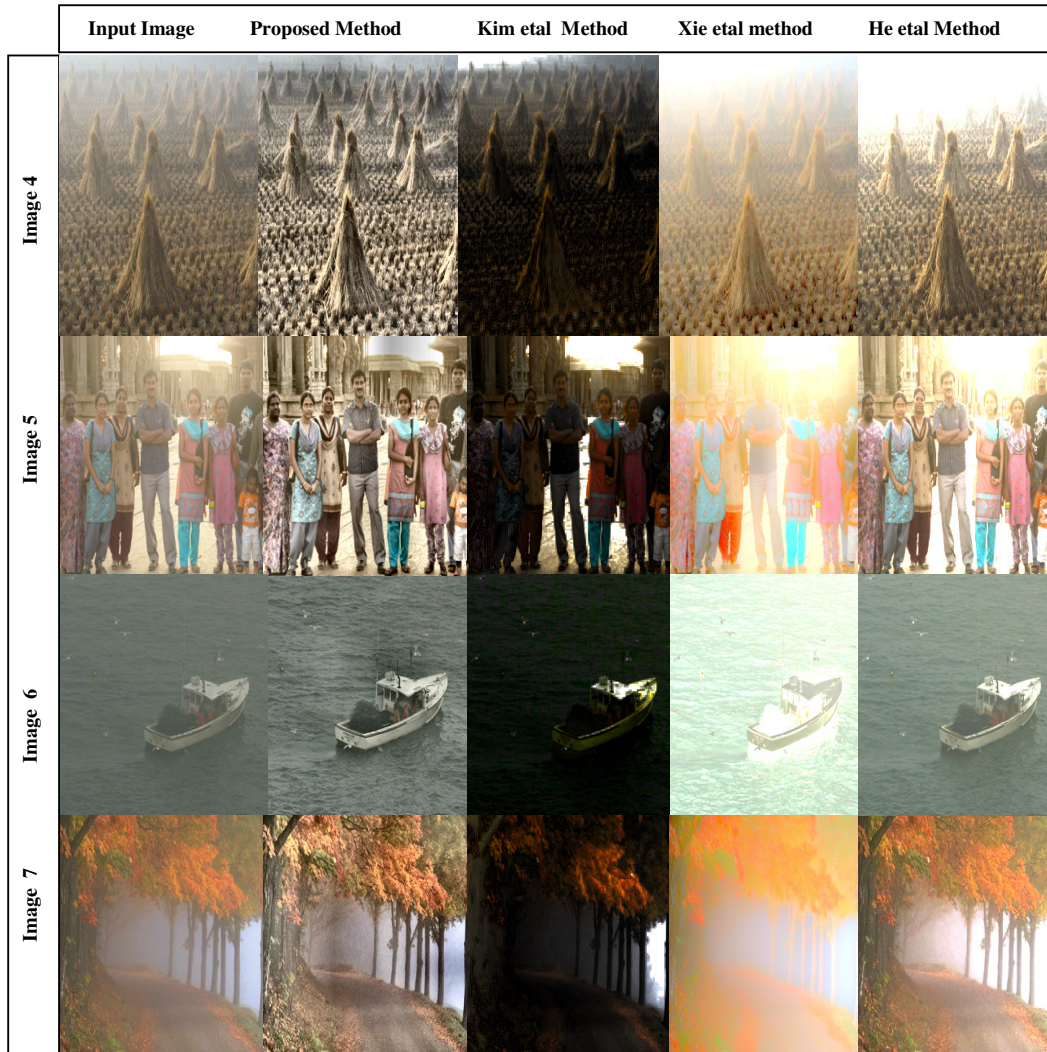 Input Image Proposed Method Kim etal Method Xie etal method He etal Method
Image 4
Image 5
Image 6
Image 7